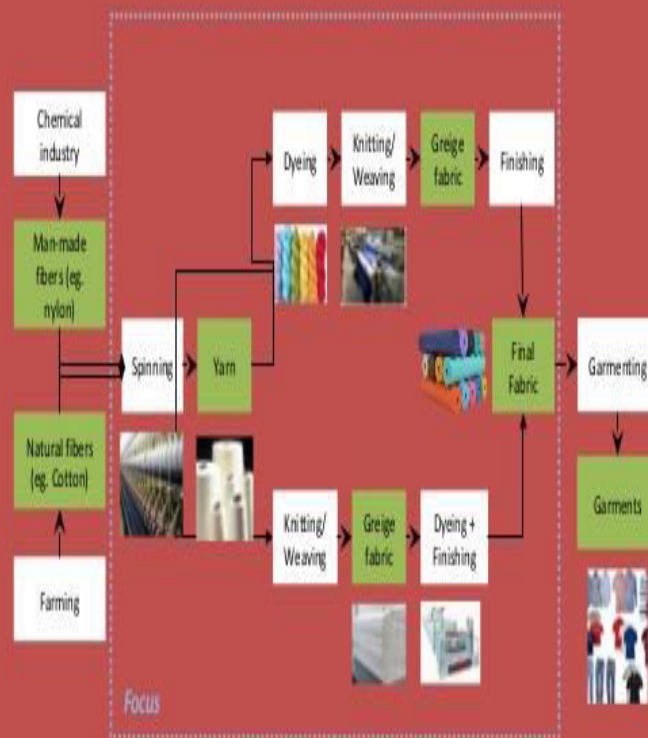 Chemical
industry
Man-made
fibers (eg.
nylon)
Natural fibers
(eg. Cotton)
Farming
Spinning
Yarn
Dyeing
Knitting/
Weaving
Greige
fabric
Finishing
Knitting/
Weaving
Greige
fabric
Dyeing +
Finishing
Final
Fabric
Garmenting
Garments
Focus